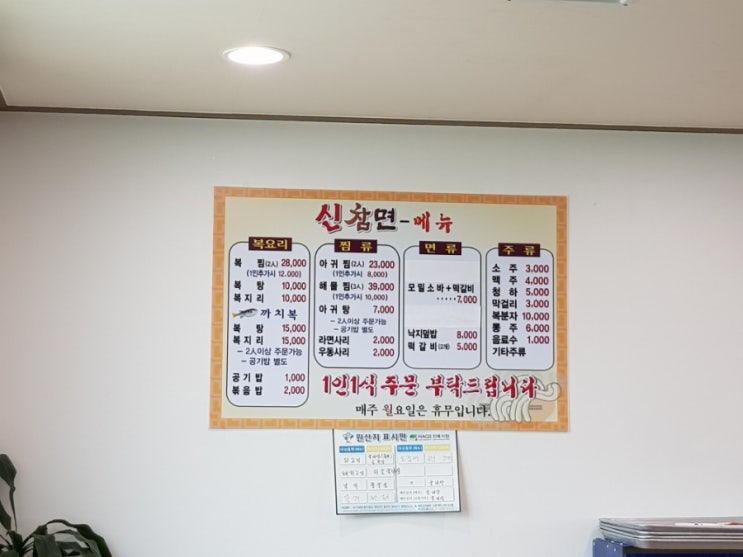 신참면-메뉴
복요리
복 찜(2人) 28,000
(1인추가시 12.000)
복 탕 10,000
복지리 10,000
까치복
복 탕 15,000
복지리 15,000
- 2人이상 주문가능
- 공기밥 별도
공기밥 1,000
볶음밥 2,000
찜 류
아귀찜(2人) 23,000
(1인추가시 8,000)
해물찜(3人) 39,000
(1인추가시 10,000)
아귀탕 7,000
- 2人이상 주문가능
- 공기밥 별도
라면사리 2,000
우동사리 2,000
면 류
모밀소바+떡갈비
·····7,000
낙지덮밥 8,000
떡갈비(2개) 5,000
주 류
소 주 3,000
맥 주 4,000
청 하 5,000
막걸리 3,000
복분자 10,000
통 주 6,000
음료수 1,000
기타주류
1인1식 주문 부탁드립니다
매주 월요일은 휴무입니다.
원산지 표시판